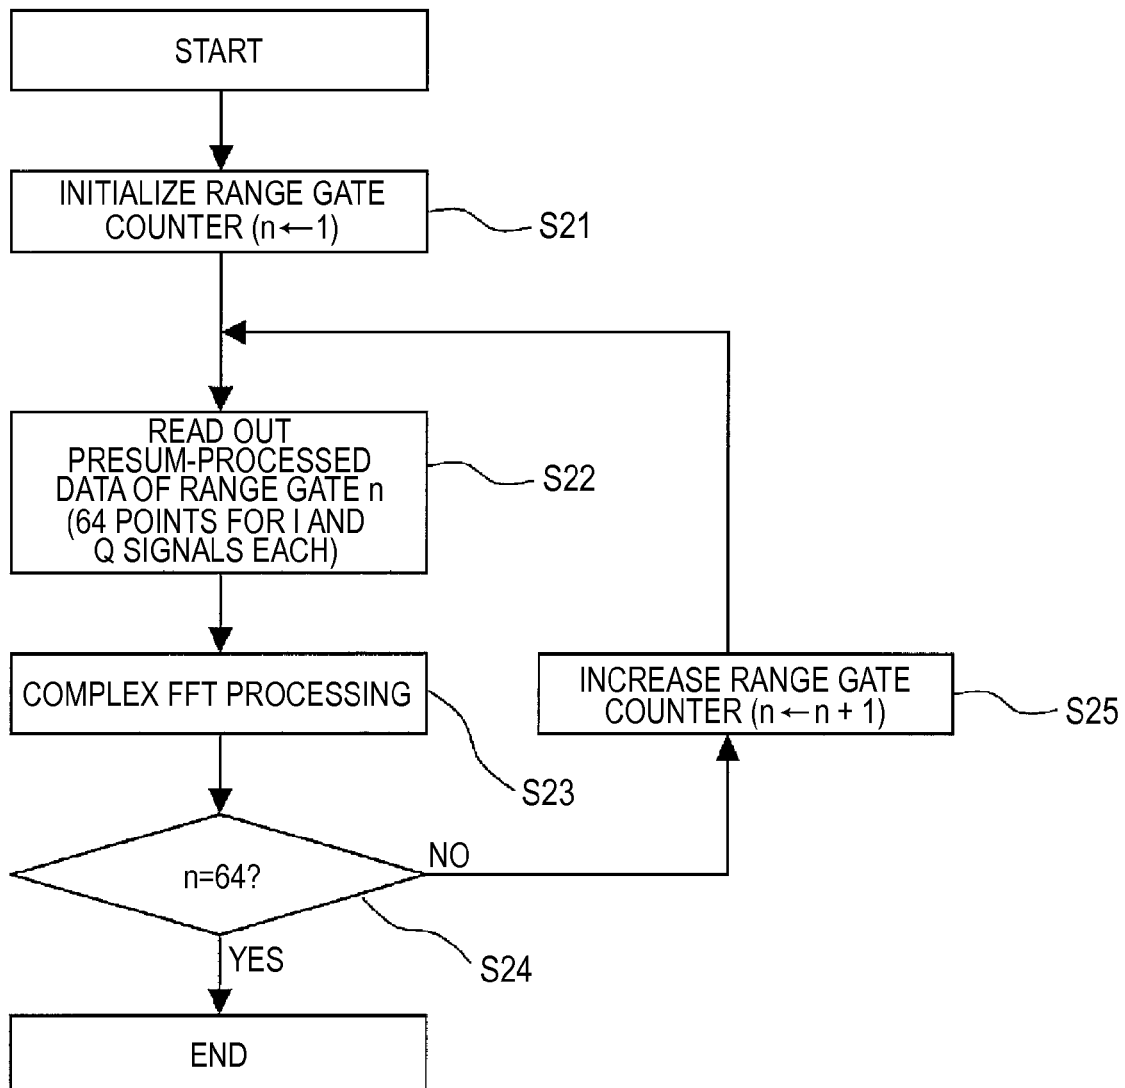 START
INITIALIZE RANGE GATE
COUNTER (n←1)
S21
READ OUT
PRESUM-PROCESSED
DATA OF RANGE GATE n
(64 POINTS FOR I AND
Q SIGNALS EACH)
S22
COMPLEX FFT PROCESSING
S23
INCREASE RANGE GATE
COUNTER (n←n + 1)
S25
n=64?
NO
S24
YES
END